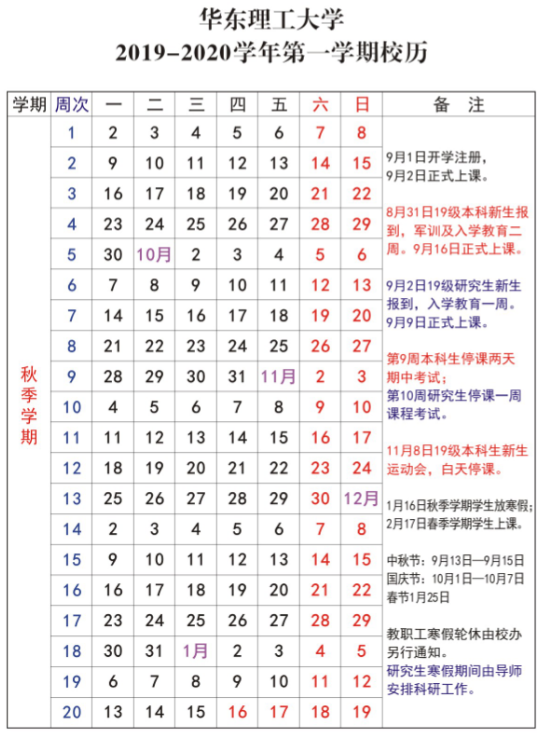 华东理工大学
2019-2020学年第一学期校历
学期 周次 一 二 三 四 五 六 日 备 注
秋季学期
1 2 3 4 5 6 7 8
2 9 10 11 12 13 14 15
3 16 17 18 19 20 21 22
4 23 24 25 26 27 28 29
5 30 10月 2 3 4 5 6
6 7 8 9 10 11 12 13
7 14 15 16 17 18 19 20
8 21 22 23 24 25 26 27
9 28 29 30 31 11月 2 3
10 4 5 6 7 8 9 10
11 11 12 13 14 15 16 17
12 18 19 20 21 22 23 24
13 25 26 27 28 29 30 12月
14 2 3 4 5 6 7 8
15 9 10 11 12 13 14 15
16 16 17 18 19 20 21 22
17 23 24 25 26 27 28 29
18 30 31 1月 2 3 4 5
19 6 7 8 9 10 11 12
20 13 14 15 16 17 18 19
9月1日开学注册，
9月2日正式上课。
8月31日19级本科新生报
到，军训及入学教育二
周。9月16日正式上课。
9月2日19级研究生新生
报到，入学教育一周。
9月9日正式上课。
第9周本科生停课两天
期中考试；
第10周研究生停课一周
课程考试。
11月8日19级本科生新生
运动会，白天停课。
1月16日秋季学期学生放寒假；
2月17日春季学期学生上课。
中秋节：9月13日—9月15日
国庆节：10月1日—10月7日
春节1月25日
教职工寒假轮休由校办
另行通知。
研究生寒假期间由导师
安排科研工作。